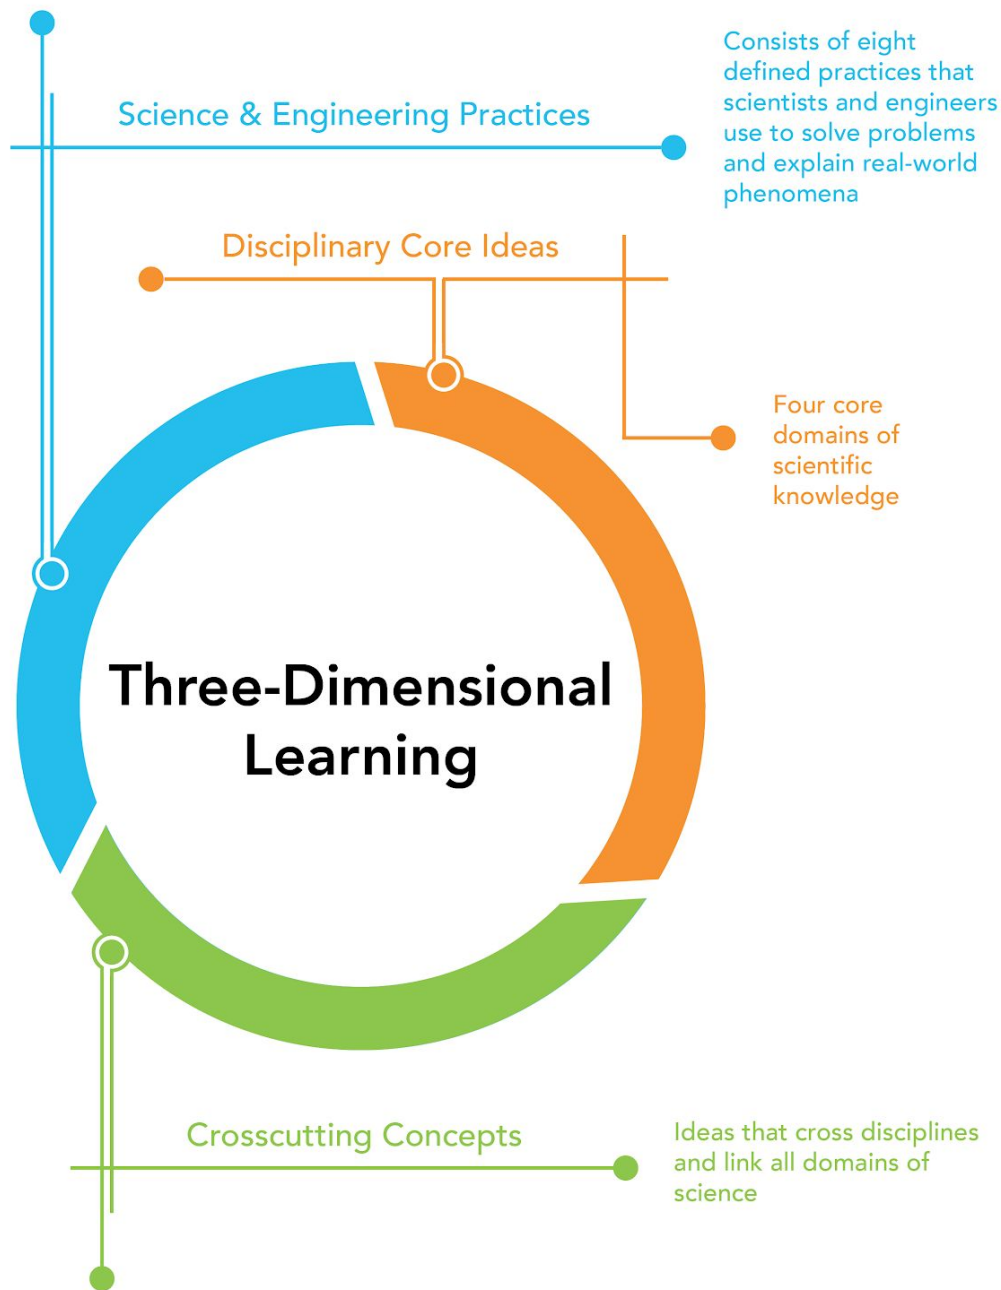 Science & Engineering Practices
Consists of eight
defined practices that
scientists and engineers
use to solve problems
and explain real-world
phenomena
Disciplinary Core Ideas
Four core
domains of
scientific
knowledge
Three-Dimensional
Learning
Crosscutting Concepts
Ideas that cross disciplines
and link all domains of
science